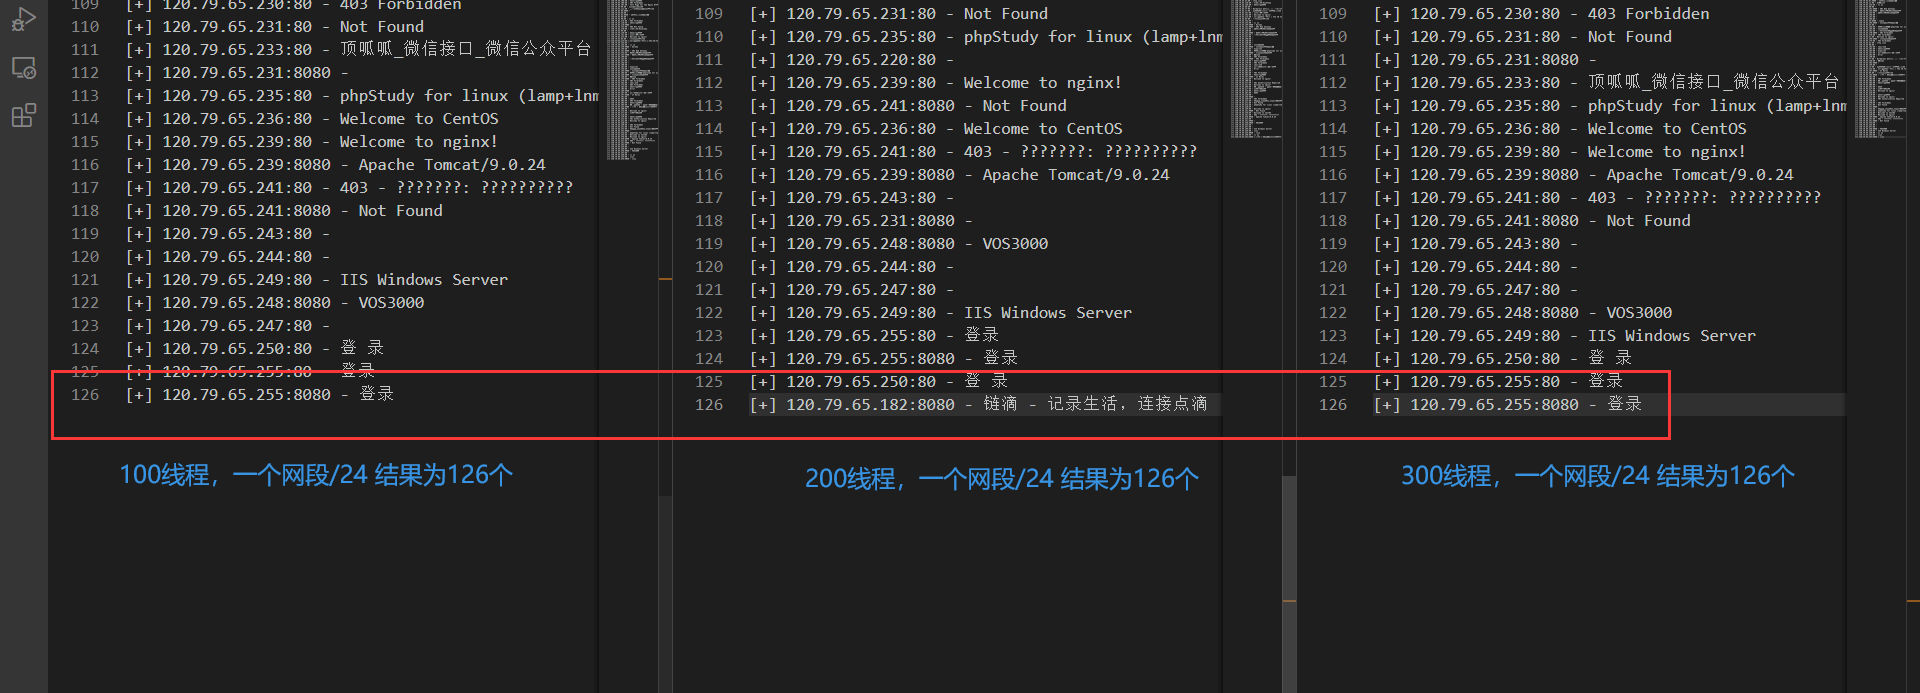 109 [+] 120.79.65.230:80 - 403 Forbidden
110 [+] 120.79.65.231:80 - Not Found
111 [+] 120.79.65.233:80 - 顶呱呱_微信接口_微信公众平台
112 [+] 120.79.65.231:8080 -
113 [+] 120.79.65.235:80 - phpStudy for linux (lamp+lnm
114 [+] 120.79.65.236:80 - Welcome to CentOS
115 [+] 120.79.65.239:80 - Welcome to nginx!
116 [+] 120.79.65.239:8080 - Apache Tomcat/9.0.24
117 [+] 120.79.65.241:80 - 403 - ???????: ??????????
118 [+] 120.79.65.241:8080 - Not Found
119 [+] 120.79.65.243:80 -
120 [+] 120.79.65.244:80 -
121 [+] 120.79.65.249:80 - IIS Windows Server
122 [+] 120.79.65.248:8080 - VOS3000
123 [+] 120.79.65.247:80 -
124 [+] 120.79.65.250:80 - 登 录
125 [+] 120.79.65.255:80 - 登录
126 [+] 120.79.65.255:8080 - 登录
100线程，一个网段/24 结果为126个
109 [+] 120.79.65.231:80 - Not Found
110 [+] 120.79.65.235:80 - phpStudy for linux (lamp+lnm
111 [+] 120.79.65.220:80 -
112 [+] 120.79.65.239:80 - Welcome to nginx!
113 [+] 120.79.65.241:8080 - Not Found
114 [+] 120.79.65.236:80 - Welcome to CentOS
115 [+] 120.79.65.241:80 - 403 - ???????: ??????????
116 [+] 120.79.65.239:8080 - Apache Tomcat/9.0.24
117 [+] 120.79.65.243:80 -
118 [+] 120.79.65.231:8080 -
119 [+] 120.79.65.248:8080 - VOS3000
120 [+] 120.79.65.244:80 -
121 [+] 120.79.65.247:80 -
122 [+] 120.79.65.249:80 - IIS Windows Server
123 [+] 120.79.65.255:80 - 登录
124 [+] 120.79.65.255:8080 - 登录
125 [+] 120.79.65.250:80 - 登 录
126 [+] 120.79.65.182:8080 - 链滴 - 记录生活，连接点滴
200线程，一个网段/24 结果为126个
109 [+] 120.79.65.230:80 - 403 Forbidden
110 [+] 120.79.65.231:80 - Not Found
111 [+] 120.79.65.231:8080 -
112 [+] 120.79.65.233:80 - 顶呱呱_微信接口_微信公众平台
113 [+] 120.79.65.235:80 - phpStudy for linux (lamp+lnm
114 [+] 120.79.65.236:80 - Welcome to CentOS
115 [+] 120.79.65.239:80 - Welcome to nginx!
116 [+] 120.79.65.239:8080 - Apache Tomcat/9.0.24
117 [+] 120.79.65.241:80 - 403 - ???????: ??????????
118 [+] 120.79.65.241:8080 - Not Found
119 [+] 120.79.65.243:80 -
120 [+] 120.79.65.244:80 -
121 [+] 120.79.65.247:80 -
122 [+] 120.79.65.248:8080 - VOS3000
123 [+] 120.79.65.249:80 - IIS Windows Server
124 [+] 120.79.65.250:80 - 登 录
125 [+] 120.79.65.255:80 - 登录
126 [+] 120.79.65.255:8080 - 登录
300线程，一个网段/24 结果为126个